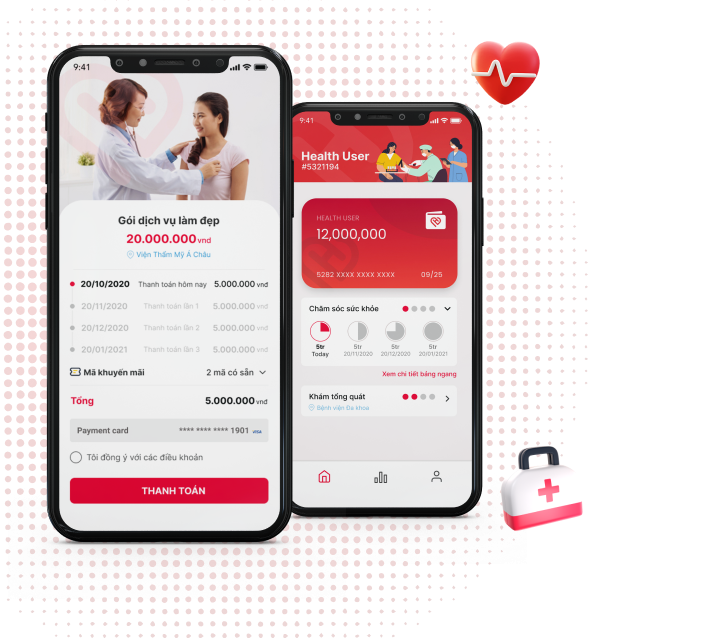 9:41
Gói dịch vụ làm đẹp
20.000.000 vnd
Viện Thẩm Mỹ Á Châu
20/10/2020 Thanh toán hôm nay 5.000.000 vnđ
20/11/2020 Thanh toán lần 1 5.000.000 vnđ
20/12/2020 Thanh toán lần 2 5.000.000 vnđ
20/01/2021 Thanh toán lần 3 5.000.000 vnđ
Mã khuyến mãi 2 mã có sẵn
Tổng 5.000.000 vnđ
Payment card **** **** **** 1901 VISA
Tôi đồng ý với các điều khoản
THANH TOÁN
9:41
Health User
#5321194
HEALTH USER
12,000,000
5282 XXXX XXXX XXXX 09/25
Chăm sóc sức khỏe
5tr 5tr 5tr 5tr
Today 20/11/2020 20/12/2020 20/01/2021
Xem chi tiết bảng ngang
Khám tổng quát
Bệnh viện Đa khoa